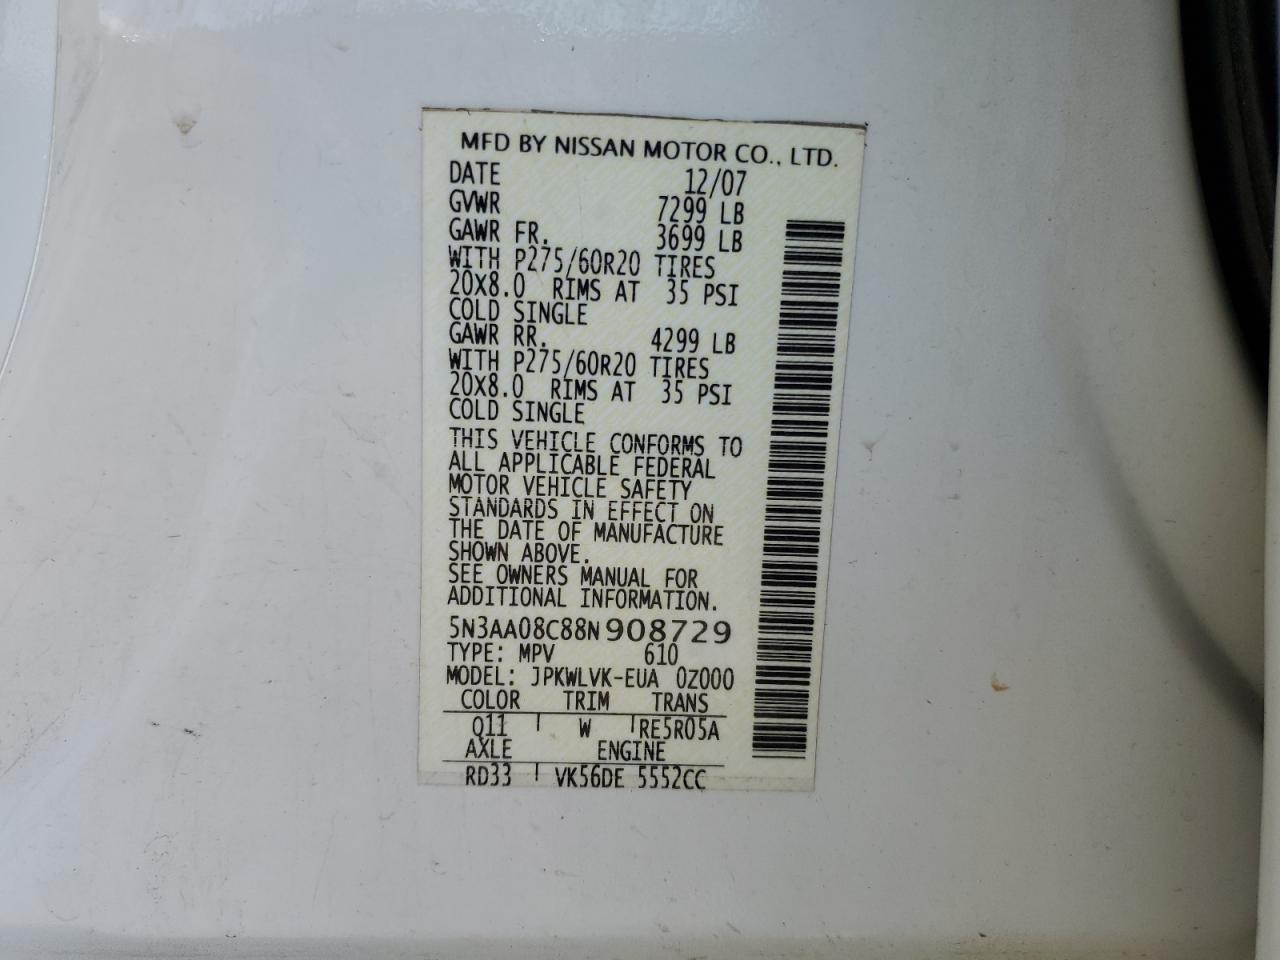 MFD BY NISSAN MOTOR CO., LTD.
DATE 12/07
GVWR 7299 LB
GAWR FR. 3699 LB
WITH P275/60R20 TIRES
20X8.0 RIMS AT 35 PSI
COLD SINGLE
GAWR RR. 4299 LB
WITH P275/60R20 TIRES
20X8.0 RIMS AT 35 PSI
COLD SINGLE
THIS VEHICLE CONFORMS TO
ALL APPLICABLE FEDERAL
MOTOR VEHICLE SAFETY
STANDARDS IN EFFECT ON
THE DATE OF MANUFACTURE
SHOWN ABOVE.
SEE OWNERS MANUAL FOR
ADDITIONAL INFORMATION.
5N3AA08C88N908729
TYPE: MPV 610
MODEL: JPKWLVK-EUA 0Z000
COLOR TRIM TRANS
Q11 W RE5R05A
AXLE ENGINE
RD33 VK56DE 5552CC